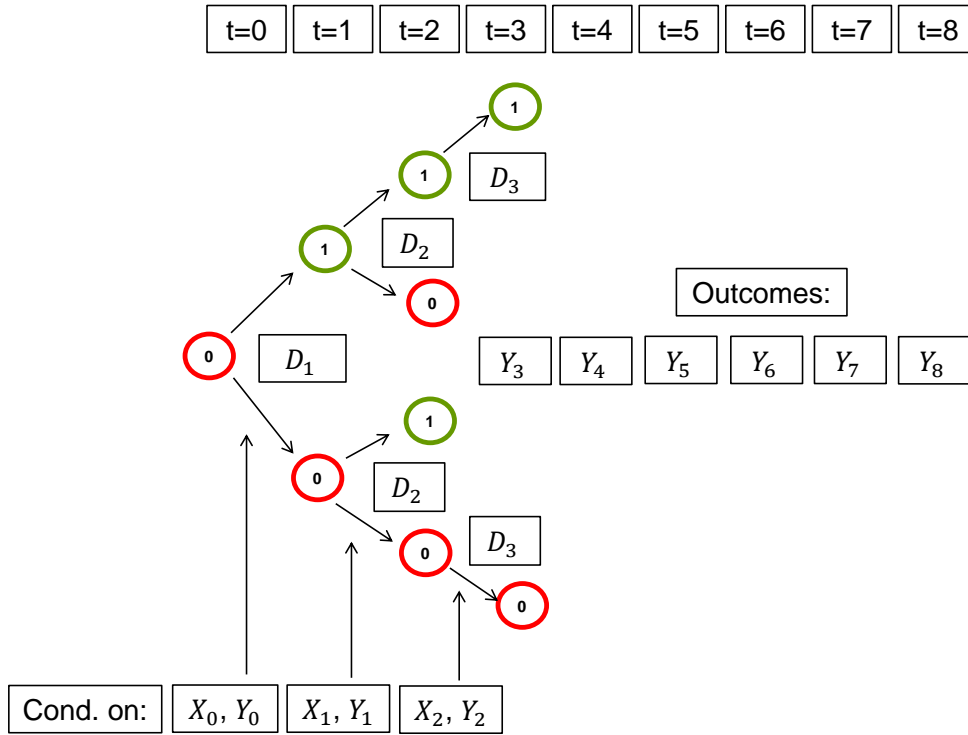 t=0 t=1 t=2 t=3 t=4 t=5 t=6 t=7 t=8
1
1 D₃
1 D₂
0
Outcomes:
0 D₁
Y₃ Y₄ Y₅ Y₆ Y₇ Y₈
1
0 D₂
0 D₃
0
Cond. on: X₀, Y₀ X₁, Y₁ X₂, Y₂